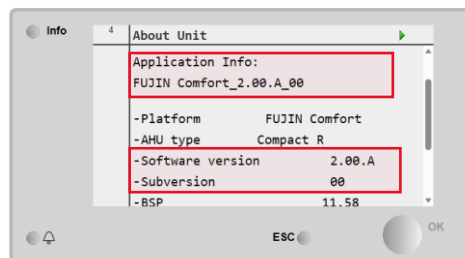 Info
4
About Unit
Application Info:
FUJIN Comfort_2.00.A_00
-Platform FUJIN Comfort
-AHU type Compact R
-Software version 2.00.A
-Subversion 00
-BSP 11.58
ESC
OK